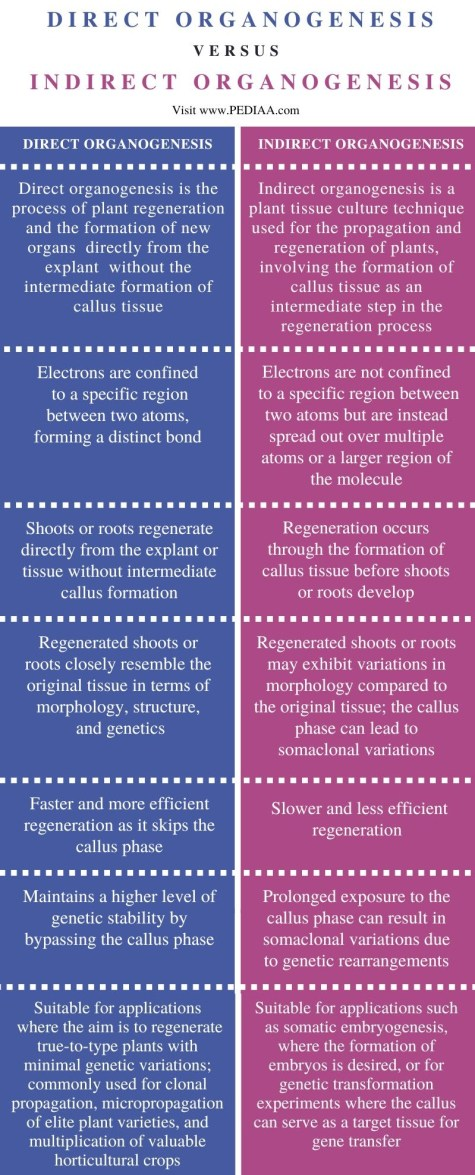 DIRECT ORGANOGENESIS
VERSUS
INDIRECT ORGANOGENESIS
Visit www.PEDIAA.com
DIRECT ORGANOGENESIS
INDIRECT ORGANOGENESIS
Direct organogenesis is the
process of plant regeneration
and the formation of new
organs directly from the
explant without the
intermediate formation of
callus tissue
Indirect organogenesis is a
plant tissue culture technique
used for the propagation and
regeneration of plants,
involving the formation of
callus tissue as an
intermediate step in the
regeneration process
Electrons are confined
to a specific region
between two atoms,
forming a distinct bond
Electrons are not confined
to a specific region between
two atoms but are instead
spread out over multiple
atoms or a larger region of
the molecule
Shoots or roots regenerate
directly from the explant or
tissue without intermediate
callus formation
Regeneration occurs
through the formation of
callus tissue before shoots
or roots develop
Regenerated shoots or
roots closely resemble the
original tissue in terms of
morphology, structure,
and genetics
Regenerated shoots or roots
may exhibit variations in
morphology compared to
the original tissue; the callus
phase can lead to
somaclonal variations
Faster and more efficient
regeneration as it skips the
callus phase
Slower and less efficient
regeneration
Maintains a higher level of
genetic stability by
bypassing the callus phase
Prolonged exposure to the
callus phase can result in
somaclonal variations due
to genetic rearrangements
Suitable for applications
where the aim is to regenerate
true-to-type plants with
minimal genetic variations;
commonly used for clonal
propagation, micropropagation
of elite plant varieties, and
multiplication of valuable
horticultural crops
Suitable for applications such
as somatic embryogenesis,
where the formation of
embryos is desired, or for
genetic transformation
experiments where the callus
can serve as a target tissue for
gene transfer